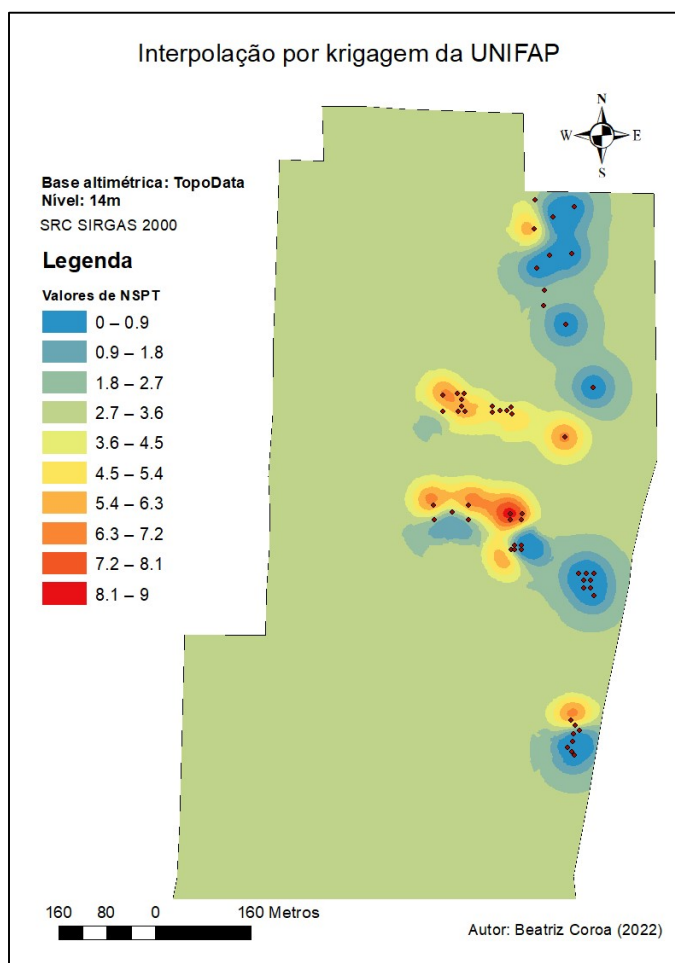 Interpolação por krigagem da UNIFAP
N
W E
S
Base altimétrica: TopoData
Nível: 14m
SRC SIRGAS 2000
Legenda
Valores de NSPT
0 – 0.9
0.9 – 1.8
1.8 – 2.7
2.7 – 3.6
3.6 – 4.5
4.5 – 5.4
5.4 – 6.3
6.3 – 7.2
7.2 – 8.1
8.1 – 9
160 80 0 160 Metros
Autor: Beatriz Coroa (2022)